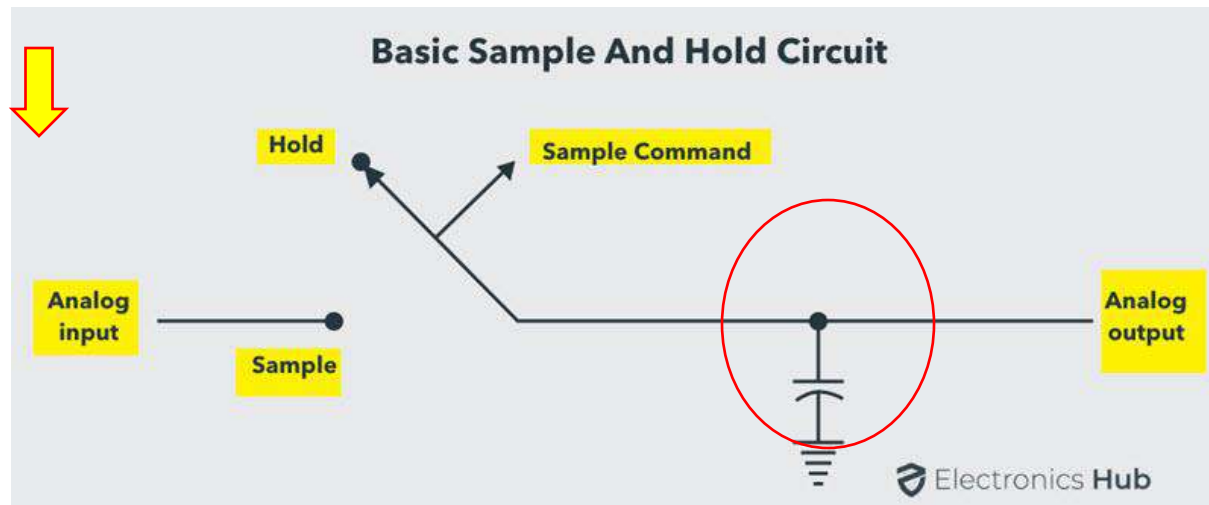 Basic Sample And Hold Circuit
Hold
Sample Command
Analog
input
Sample
Analog
output
Electronics Hub